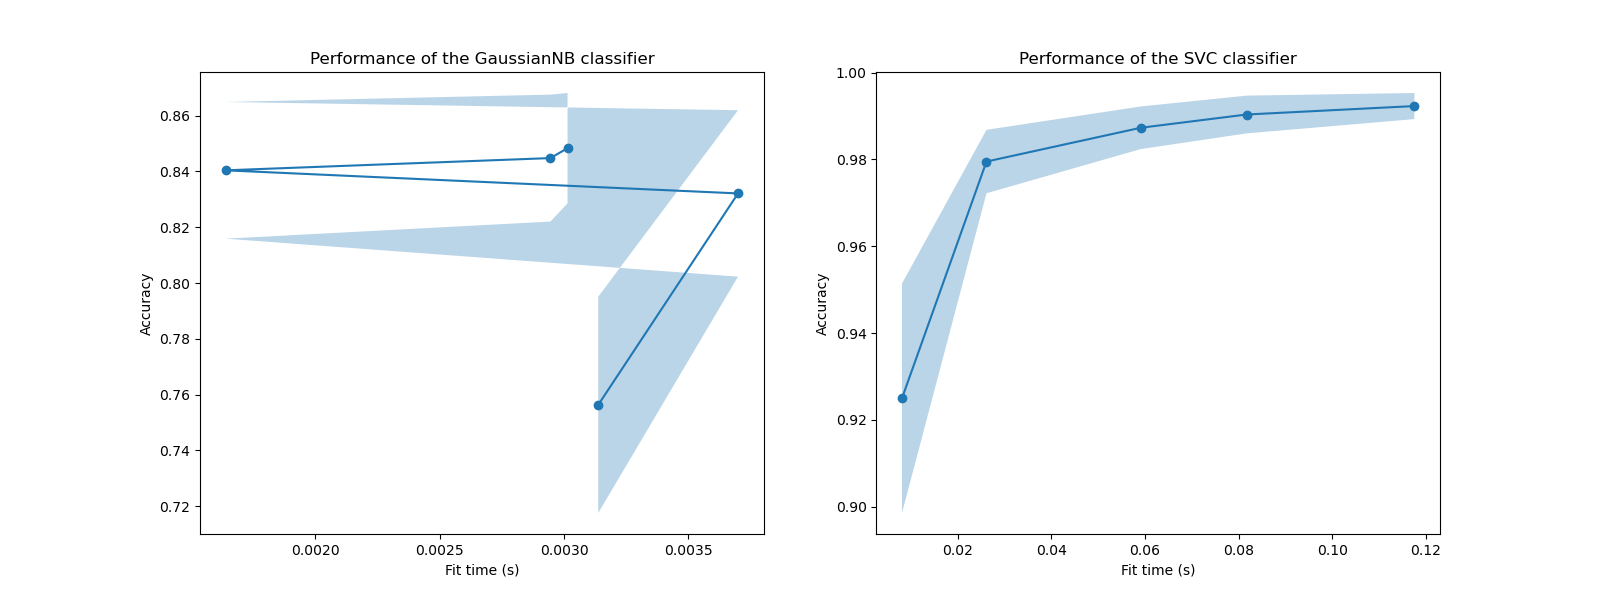 Performance of the GaussianNB classifier
0.86
0.84
0.82
0.80
0.78
0.76
0.74
0.72
Accuracy
0.0020 0.0025 0.0030 0.0035
Fit time (s)
Performance of the SVC classifier
1.00
0.98
0.96
0.94
0.92
0.90
Accuracy
0.02 0.04 0.06 0.08 0.10 0.12
Fit time (s)